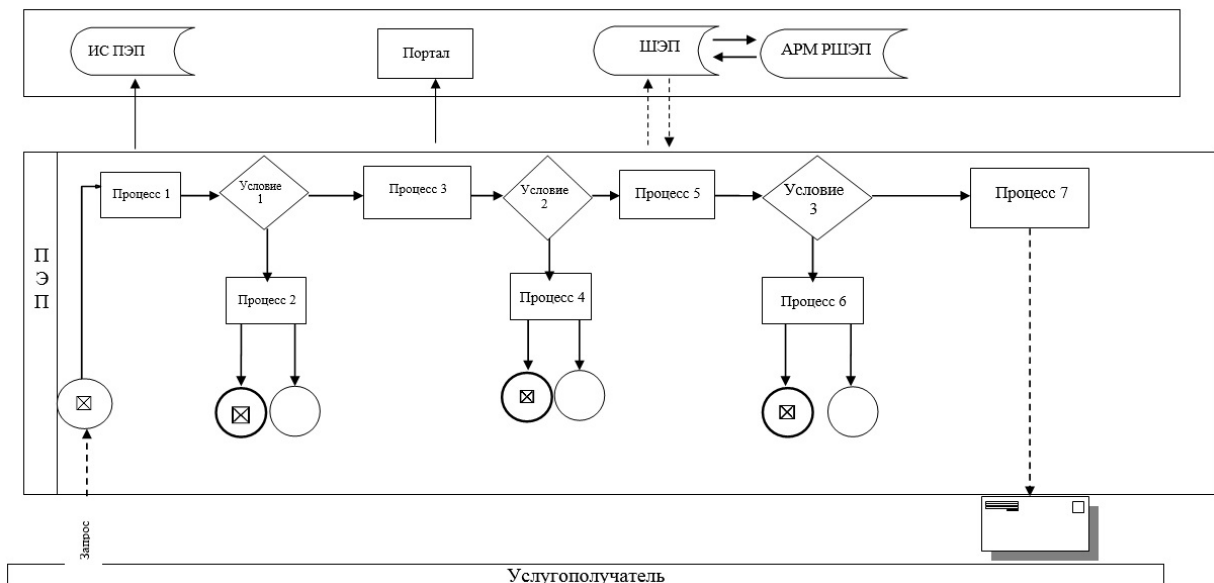 ИС ПЭП
Портал
ШЭП
АРМ РШЭП
Процесс 1
Условие
1
Процесс 3
Условие
2
Процесс 5
Условие
3
Процесс 7
П
Э
П
Процесс 2
Процесс 4
Процесс 6
Запрос
Услугополучатель